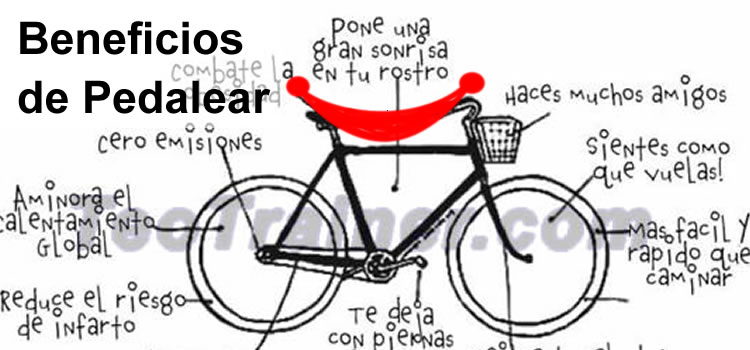 Beneficios
de Pedalear
pone una
gran sonrisa
en tu rostro
combate la
Haces muchos amigos
cero emisiones
sientes como
que vuelas!
Aminora el
calentamiento
Global
TeoTrainer.com
Mas facil y
rapido que
caminar
Reduce el riesgo
de infarto
Te deja
con piernas